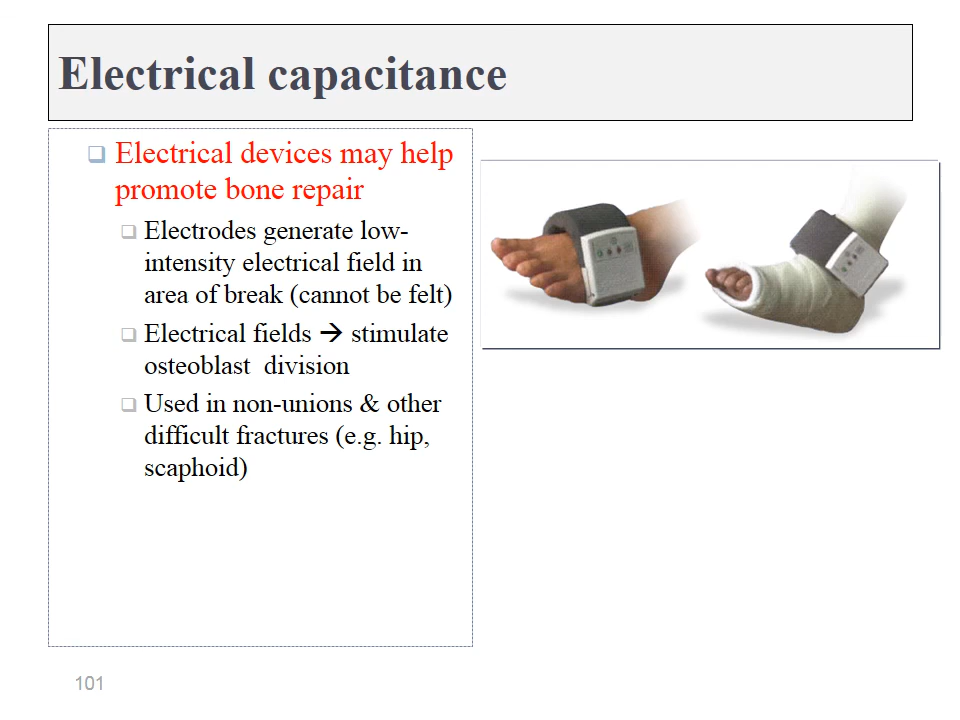 Electrical capacitance
Electrical devices may help
promote bone repair
Electrodes generate low-
intensity electrical field in
area of break (cannot be felt)
Electrical fields → stimulate
osteoblast division
Used in non-unions & other
difficult fractures (e.g. hip,
scaphoid)
101